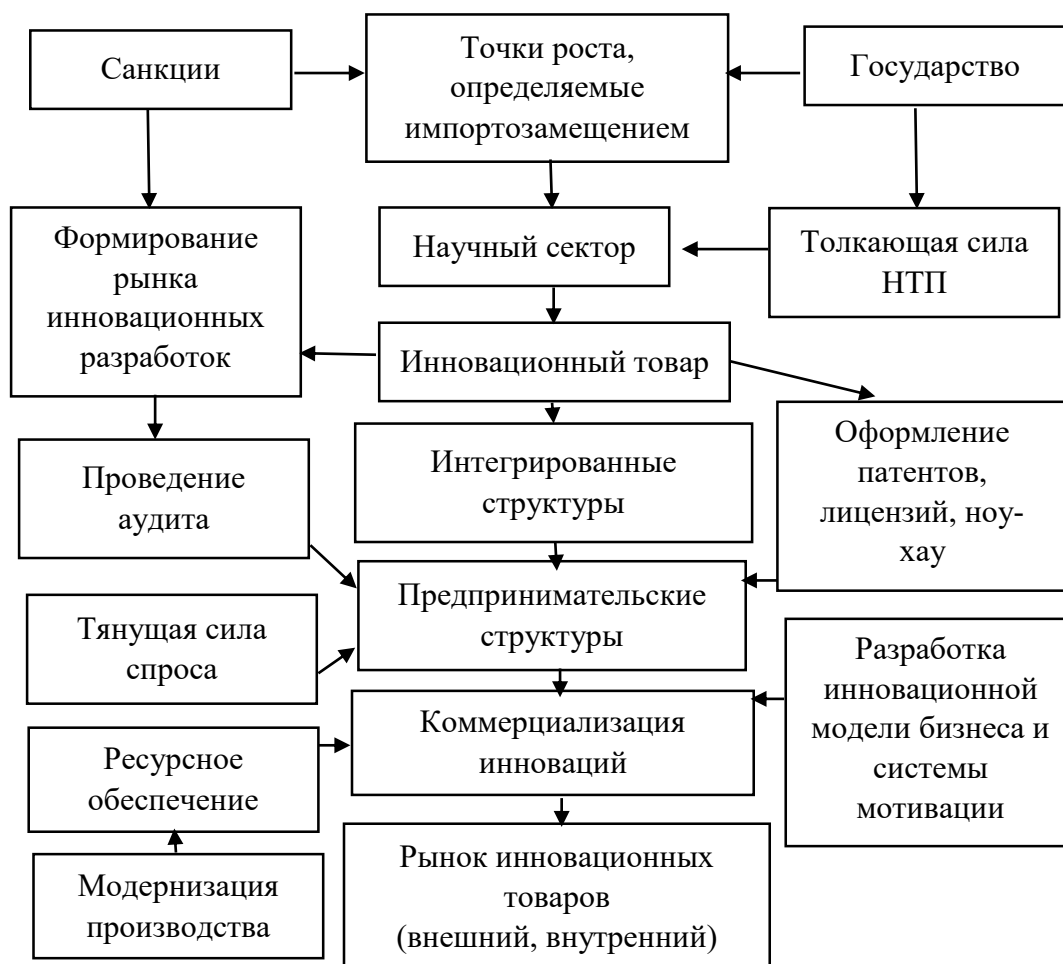 Санкции
Точки роста,
определяемые
импортозамещением
Государство
Формирование
рынка
инновационных
разработок
Научный сектор
Толкающая сила
НТП
Инновационный товар
Проведение
аудита
Интегрированные
структуры
Оформление
патентов,
лицензий, ноу-
хау
Тянущая сила
спроса
Предпринимательские
структуры
Разработка
инновационной
модели бизнеса и
системы
мотивации
Ресурсное
обеспечение
Коммерциализация
инноваций
Модернизация
производства
Рынок инновационных
товаров
(внешний, внутренний)